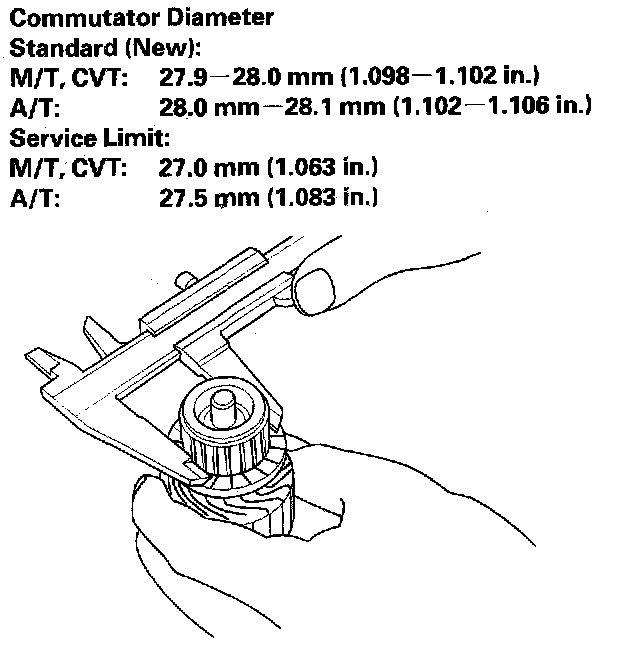 Commutator Diameter
Standard (New):
M/T, CVT: 27.9—28.0 mm (1.098—1.102 in.)
A/T: 28.0 mm—28.1 mm (1.102—1.106 in.)
Service Limit:
M/T, CVT: 27.0 mm (1.063 in.)
A/T: 27.5 mm (1.083 in.)